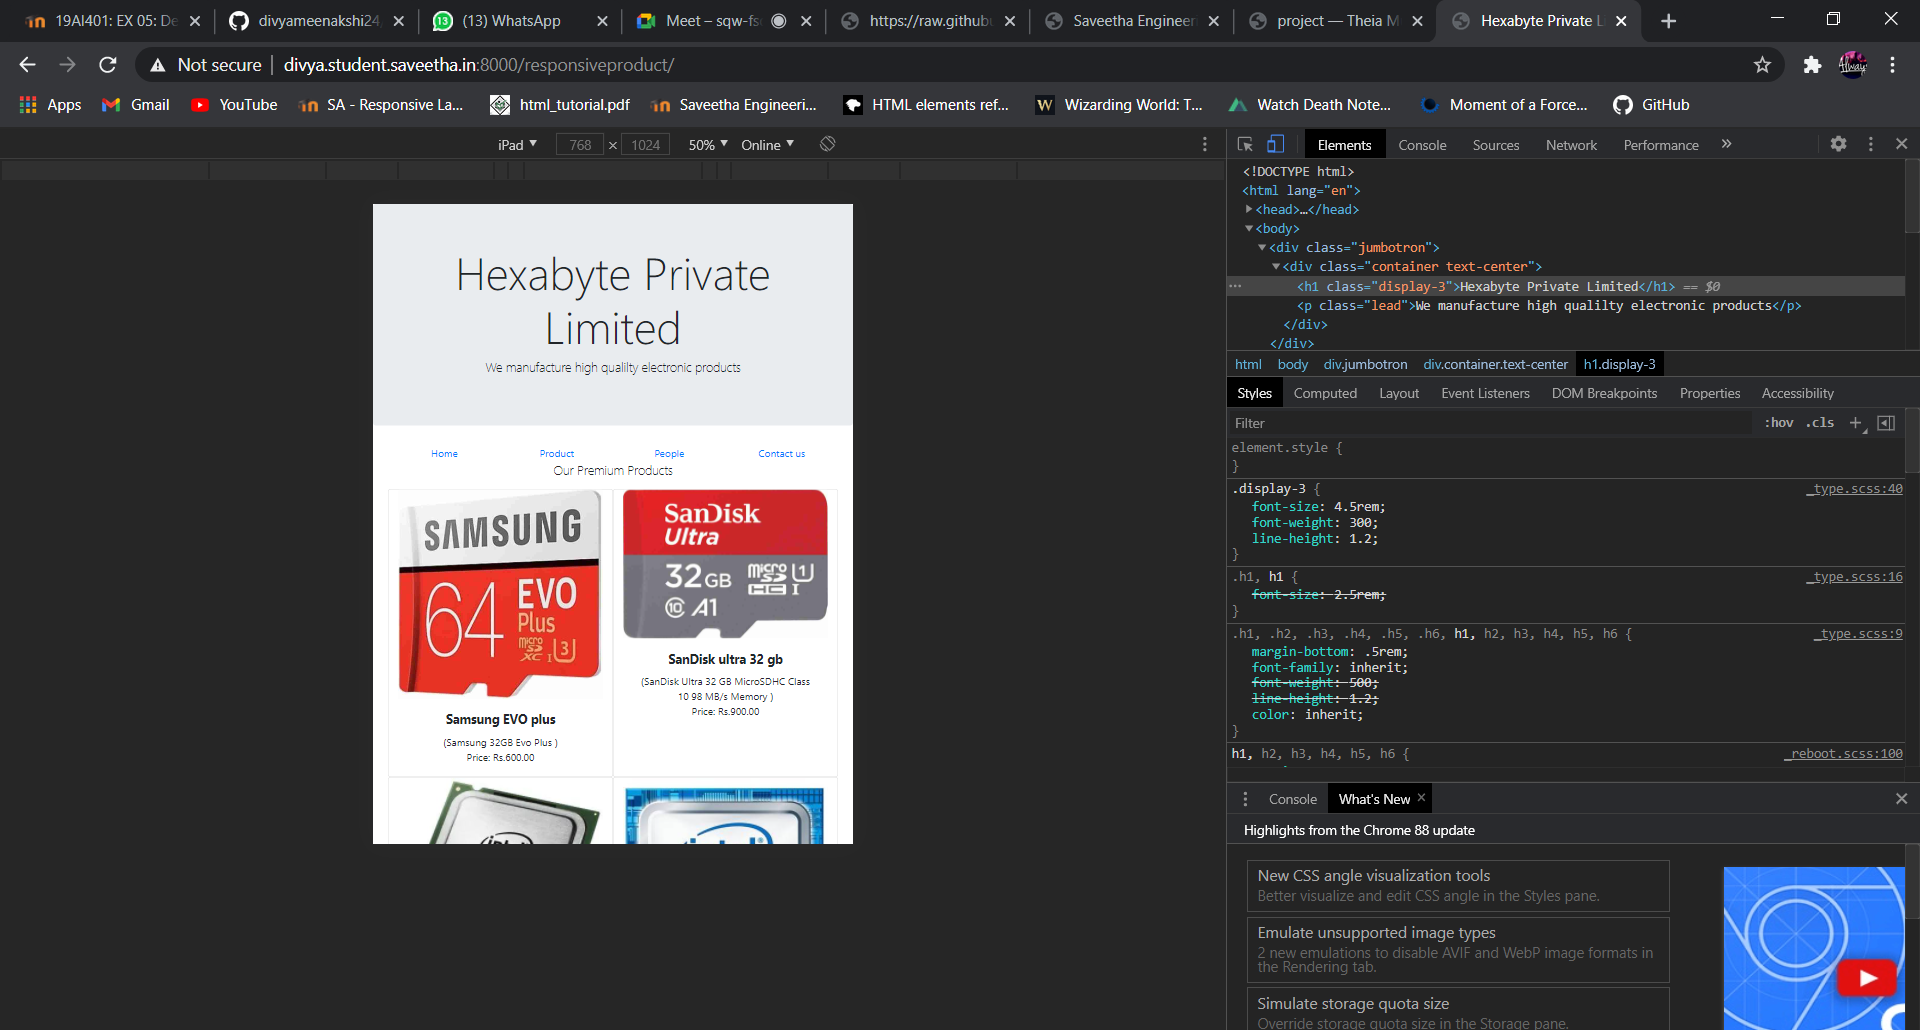 19AI401: EX 05: De
divyameenakshi24
(13) WhatsApp
Meet – sqw-fs
https://raw.githubu
Saveetha Engineer
project — Theia M
Hexabyte Private L
Not secure | divya.student.saveetha.in:8000/responsiveproduct/
Apps
Gmail
YouTube
SA - Responsive La...
html_tutorial.pdf
Saveetha Engineeri...
HTML elements ref...
Wizarding World: T...
Watch Death Note...
Moment of a Force...
GitHub
iPad 768 × 1024 50% Online
Hexabyte Private
Limited
We manufacture high qualilty electronic products
Home Product People Contact us
Our Premium Products
SAMSUNG
64 EVO
Plus
micro
SD
XC I U3
Samsung EVO plus
(Samsung 32GB Evo Plus )
Price: Rs.600.00
SanDisk
Ultra
32GB micro SD HC I U1
10 A1
SanDisk ultra 32 gb
(SanDisk Ultra 32 GB MicroSDHC Class
10 98 MB/s Memory )
Price: Rs.900.00
Elements Console Sources Network Performance »
<!DOCTYPE html>
<html lang="en">
<head>…</head>
<body>
<div class="jumbotron">
<div class="container text-center">
<h1 class="display-3">Hexabyte Private Limited</h1> == $0
<p class="lead">We manufacture high qualilty electronic products</p>
</div>
</div>
html body div.jumbotron div.container.text-center h1.display-3
Styles Computed Layout Event Listeners DOM Breakpoints Properties Accessibility
Filter :hov .cls +
element.style {
}
.display-3 { _type.scss:40
font-size: 4.5rem;
font-weight: 300;
line-height: 1.2;
}
.h1, h1 { _type.scss:16
font-size: 2.5rem;
}
.h1, .h2, .h3, .h4, .h5, .h6, h1, h2, h3, h4, h5, h6 { _type.scss:9
margin-bottom: .5rem;
font-family: inherit;
font-weight: 500;
line-height: 1.2;
color: inherit;
}
h1, h2, h3, h4, h5, h6 { _reboot.scss:100
Console What's New ×
Highlights from the Chrome 88 update
New CSS angle visualization tools
Better visualize and edit CSS angle in the Styles pane.
Emulate unsupported image types
2 new emulations to disable AVIF and WebP image formats in
the Rendering tab.
Simulate storage quota size
Override storage quota size in the Storage pane.